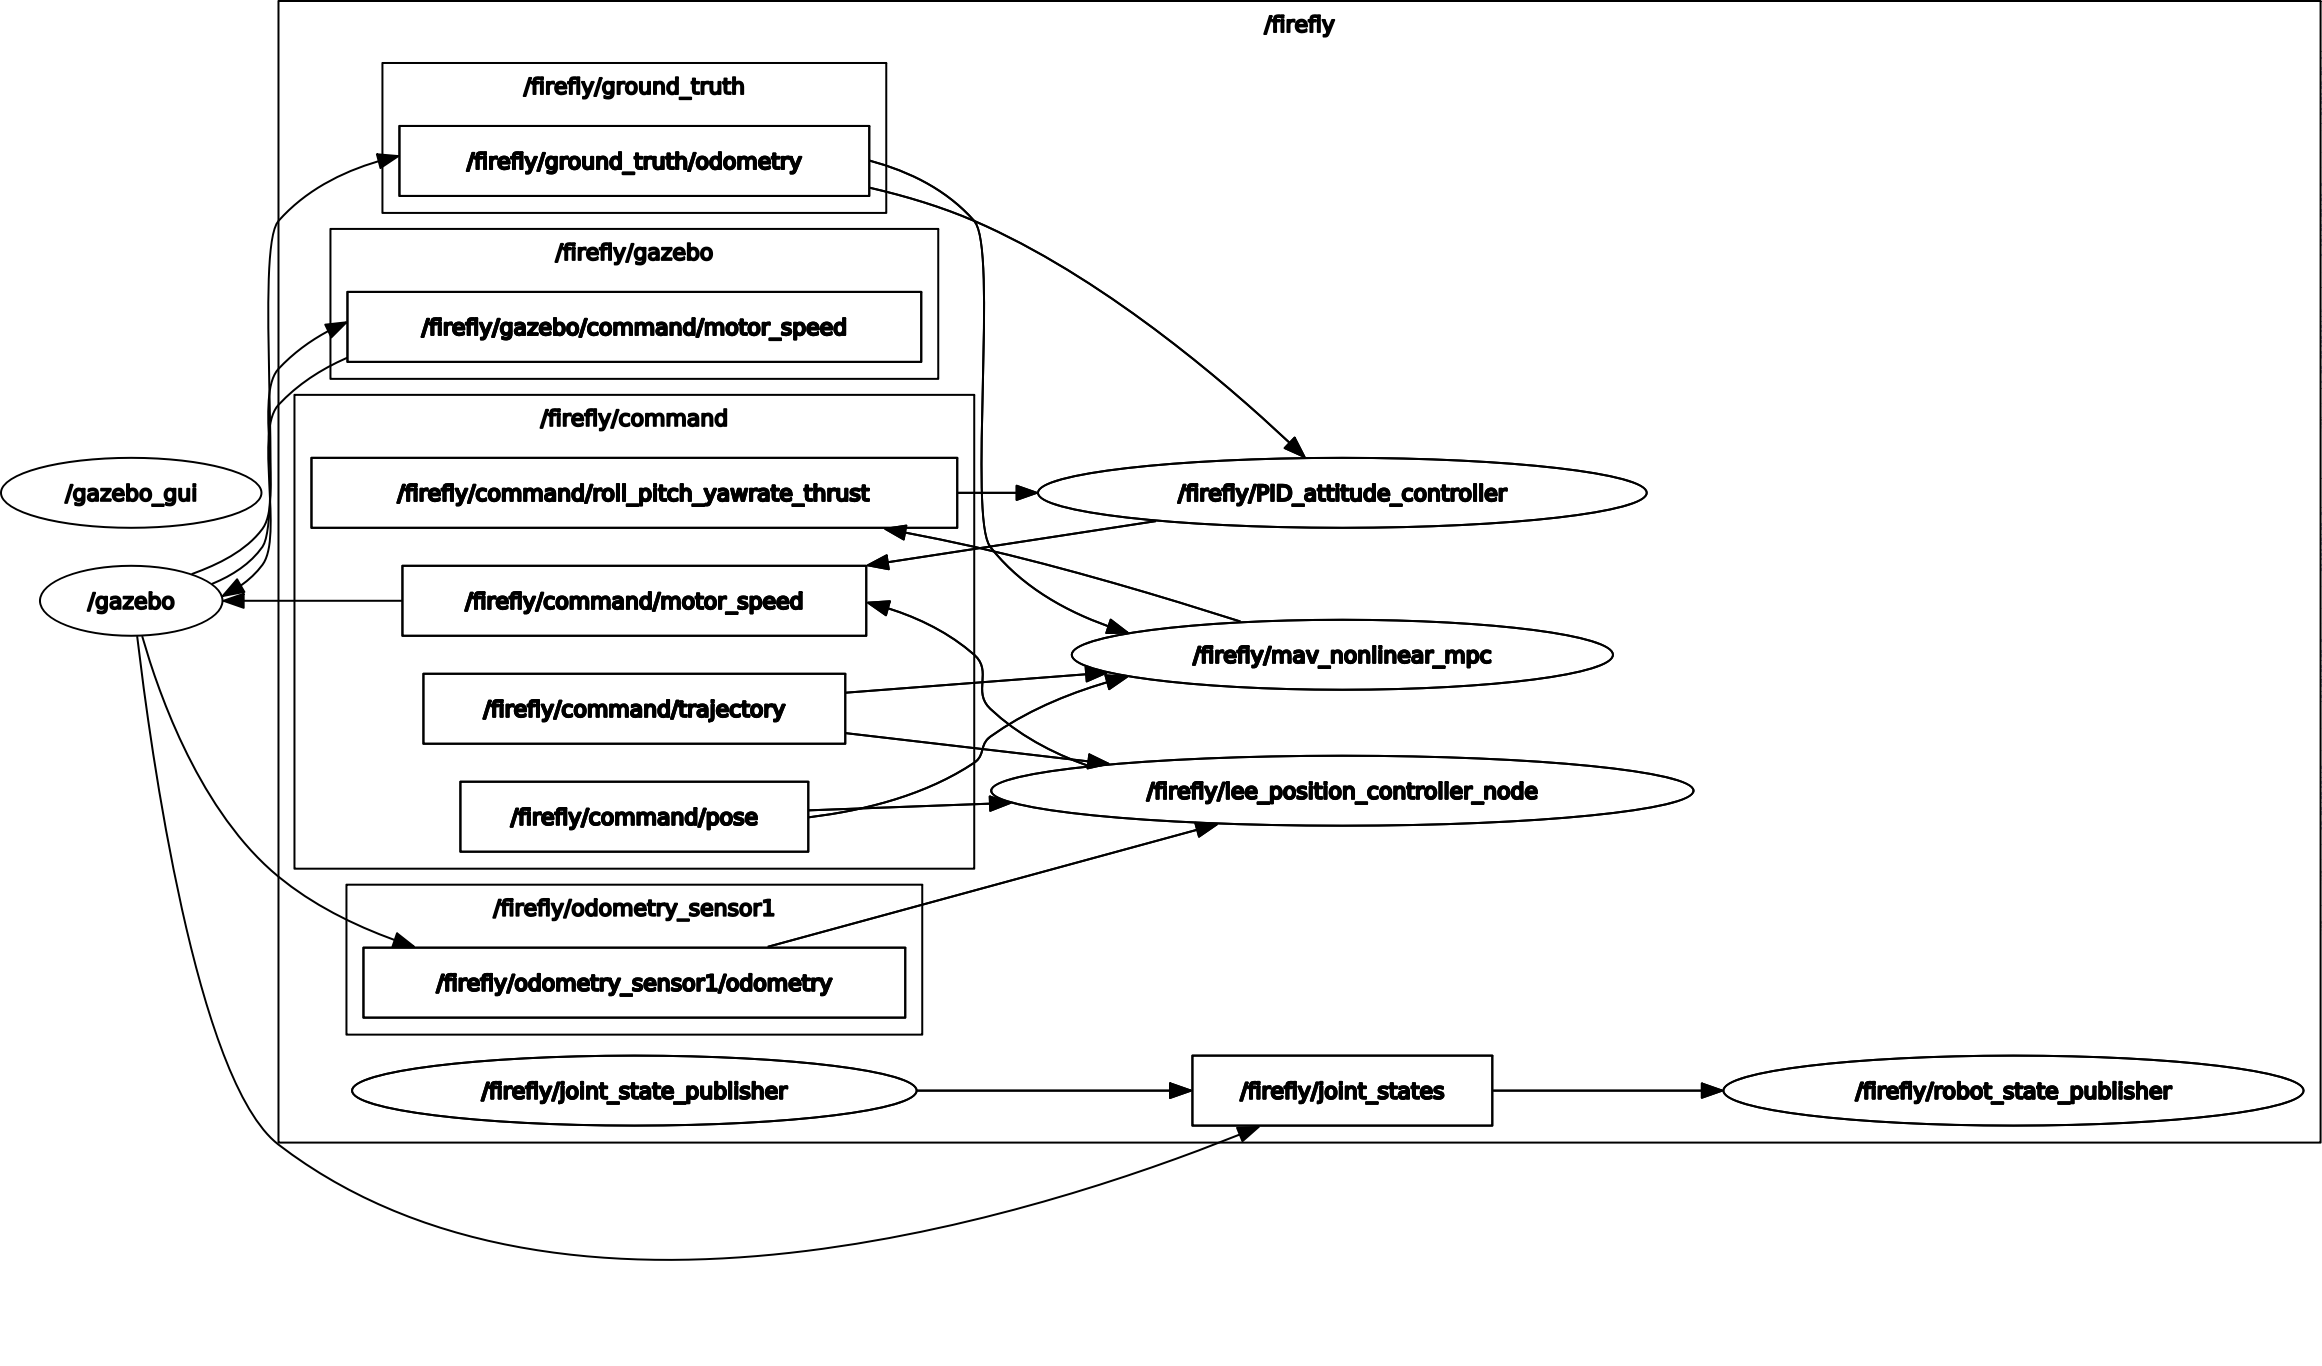 /firefly
/firefly/ground_truth
/firefly/ground_truth/odometry
/firefly/gazebo
/firefly/gazebo/command/motor_speed
/firefly/command
/gazebo_gui
/firefly/command/roll_pitch_yawrate_thrust
/firefly/PID_attitude_controller
/gazebo
/firefly/command/motor_speed
/firefly/mav_nonlinear_mpc
/firefly/command/trajectory
/firefly/lee_position_controller_node
/firefly/command/pose
/firefly/odometry_sensor1
/firefly/odometry_sensor1/odometry
/firefly/joint_state_publisher
/firefly/joint_states
/firefly/robot_state_publisher